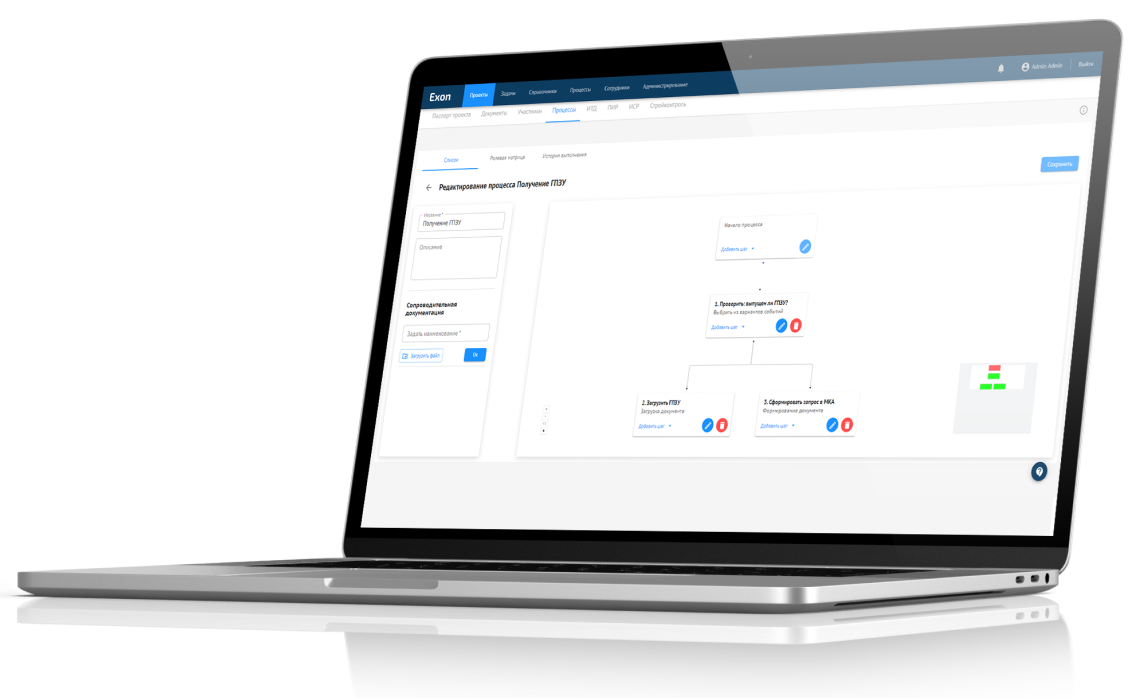 Exon
Проекты
Задачи
Справочники
Процессы
Сотрудники
Администрирование
Admin Admin
Выйти
Паспорт проекта
Документы
Участники
Процессы
ИТД
ПИР
ИСР
Стройконтроль
Список
Ролевая матрица
История выполнения
Сохранить
Редактирование процесса Получение ГПЗУ
Название *
Получение ГПЗУ
Описание
Сопроводительная
документация
Задать наименование *
Загрузить файл
Ок
Начало процесса
Добавить шаг
1. Проверить: выпущен ли ГПЗУ?
Выбрать из вариантов событий
Добавить шаг
2. Загрузить ГПЗУ
Загрузка документа
Добавить шаг
3. Сформировать запрос в МКА
Формирование документа
Добавить шаг